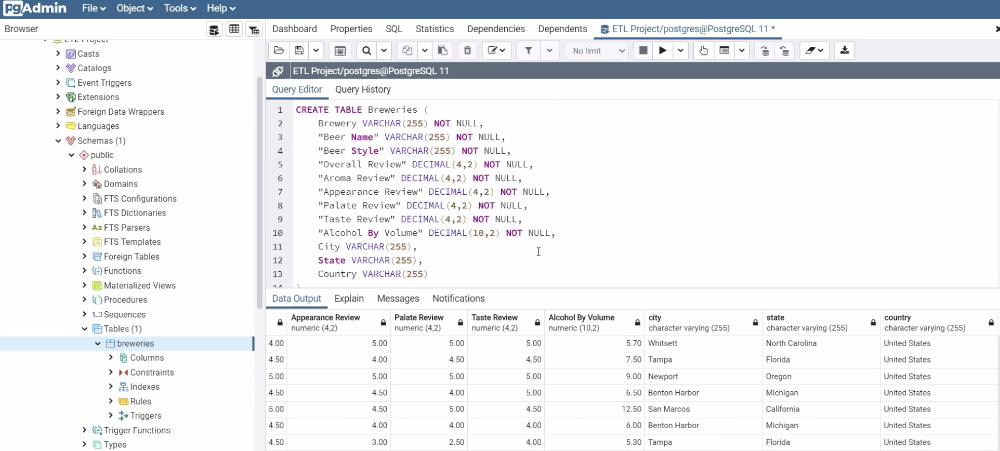 pgAdmin File Object Tools Help
Browser
ETL Project
Casts
Catalogs
Event Triggers
Extensions
Foreign Data Wrappers
Languages
Schemas (1)
public
Collations
Domains
FTS Configurations
FTS Dictionaries
Aa FTS Parsers
FTS Templates
Foreign Tables
Functions
Materialized Views
Procedures
1..3 Sequences
Tables (1)
breweries
Columns
Constraints
Indexes
Rules
Triggers
Trigger Functions
Types
Dashboard Properties SQL Statistics Dependencies Dependents ETL Project/postgres@PostgreSQL 11 *
No limit
ETL Project/postgres@PostgreSQL 11
Query Editor Query History
1 CREATE TABLE Breweries (
2 Brewery VARCHAR(255) NOT NULL,
3 "Beer Name" VARCHAR(255) NOT NULL,
4 "Beer Style" VARCHAR(255) NOT NULL,
5 "Overall Review" DECIMAL(4,2) NOT NULL,
6 "Aroma Review" DECIMAL(4,2) NOT NULL,
7 "Appearance Review" DECIMAL(4,2) NOT NULL,
8 "Palate Review" DECIMAL(4,2) NOT NULL,
9 "Taste Review" DECIMAL(4,2) NOT NULL,
10 "Alcohol By Volume" DECIMAL(10,2) NOT NULL,
11 City VARCHAR(255),
12 State VARCHAR(255),
13 Country VARCHAR(255)
14 )
Data Output Explain Messages Notifications
Appearance Review Palate Review Taste Review Alcohol By Volume city state country
numeric (4,2) numeric (4,2) numeric (4,2) numeric (10,2) character varying (255) character varying (255) character varying (255)
4.00 5.00 5.00 5.00 5.70 Whitsett North Carolina United States
4.50 4.00 4.50 4.50 7.50 Tampa Florida United States
5.00 5.00 5.00 5.00 9.00 Newport Oregon United States
4.50 4.50 4.00 5.00 6.50 Benton Harbor Michigan United States
5.00 4.50 5.00 4.50 12.50 San Marcos California United States
4.50 4.00 4.00 4.00 6.00 Benton Harbor Michigan United States
4.50 3.00 2.50 4.00 5.30 Tampa Florida United States